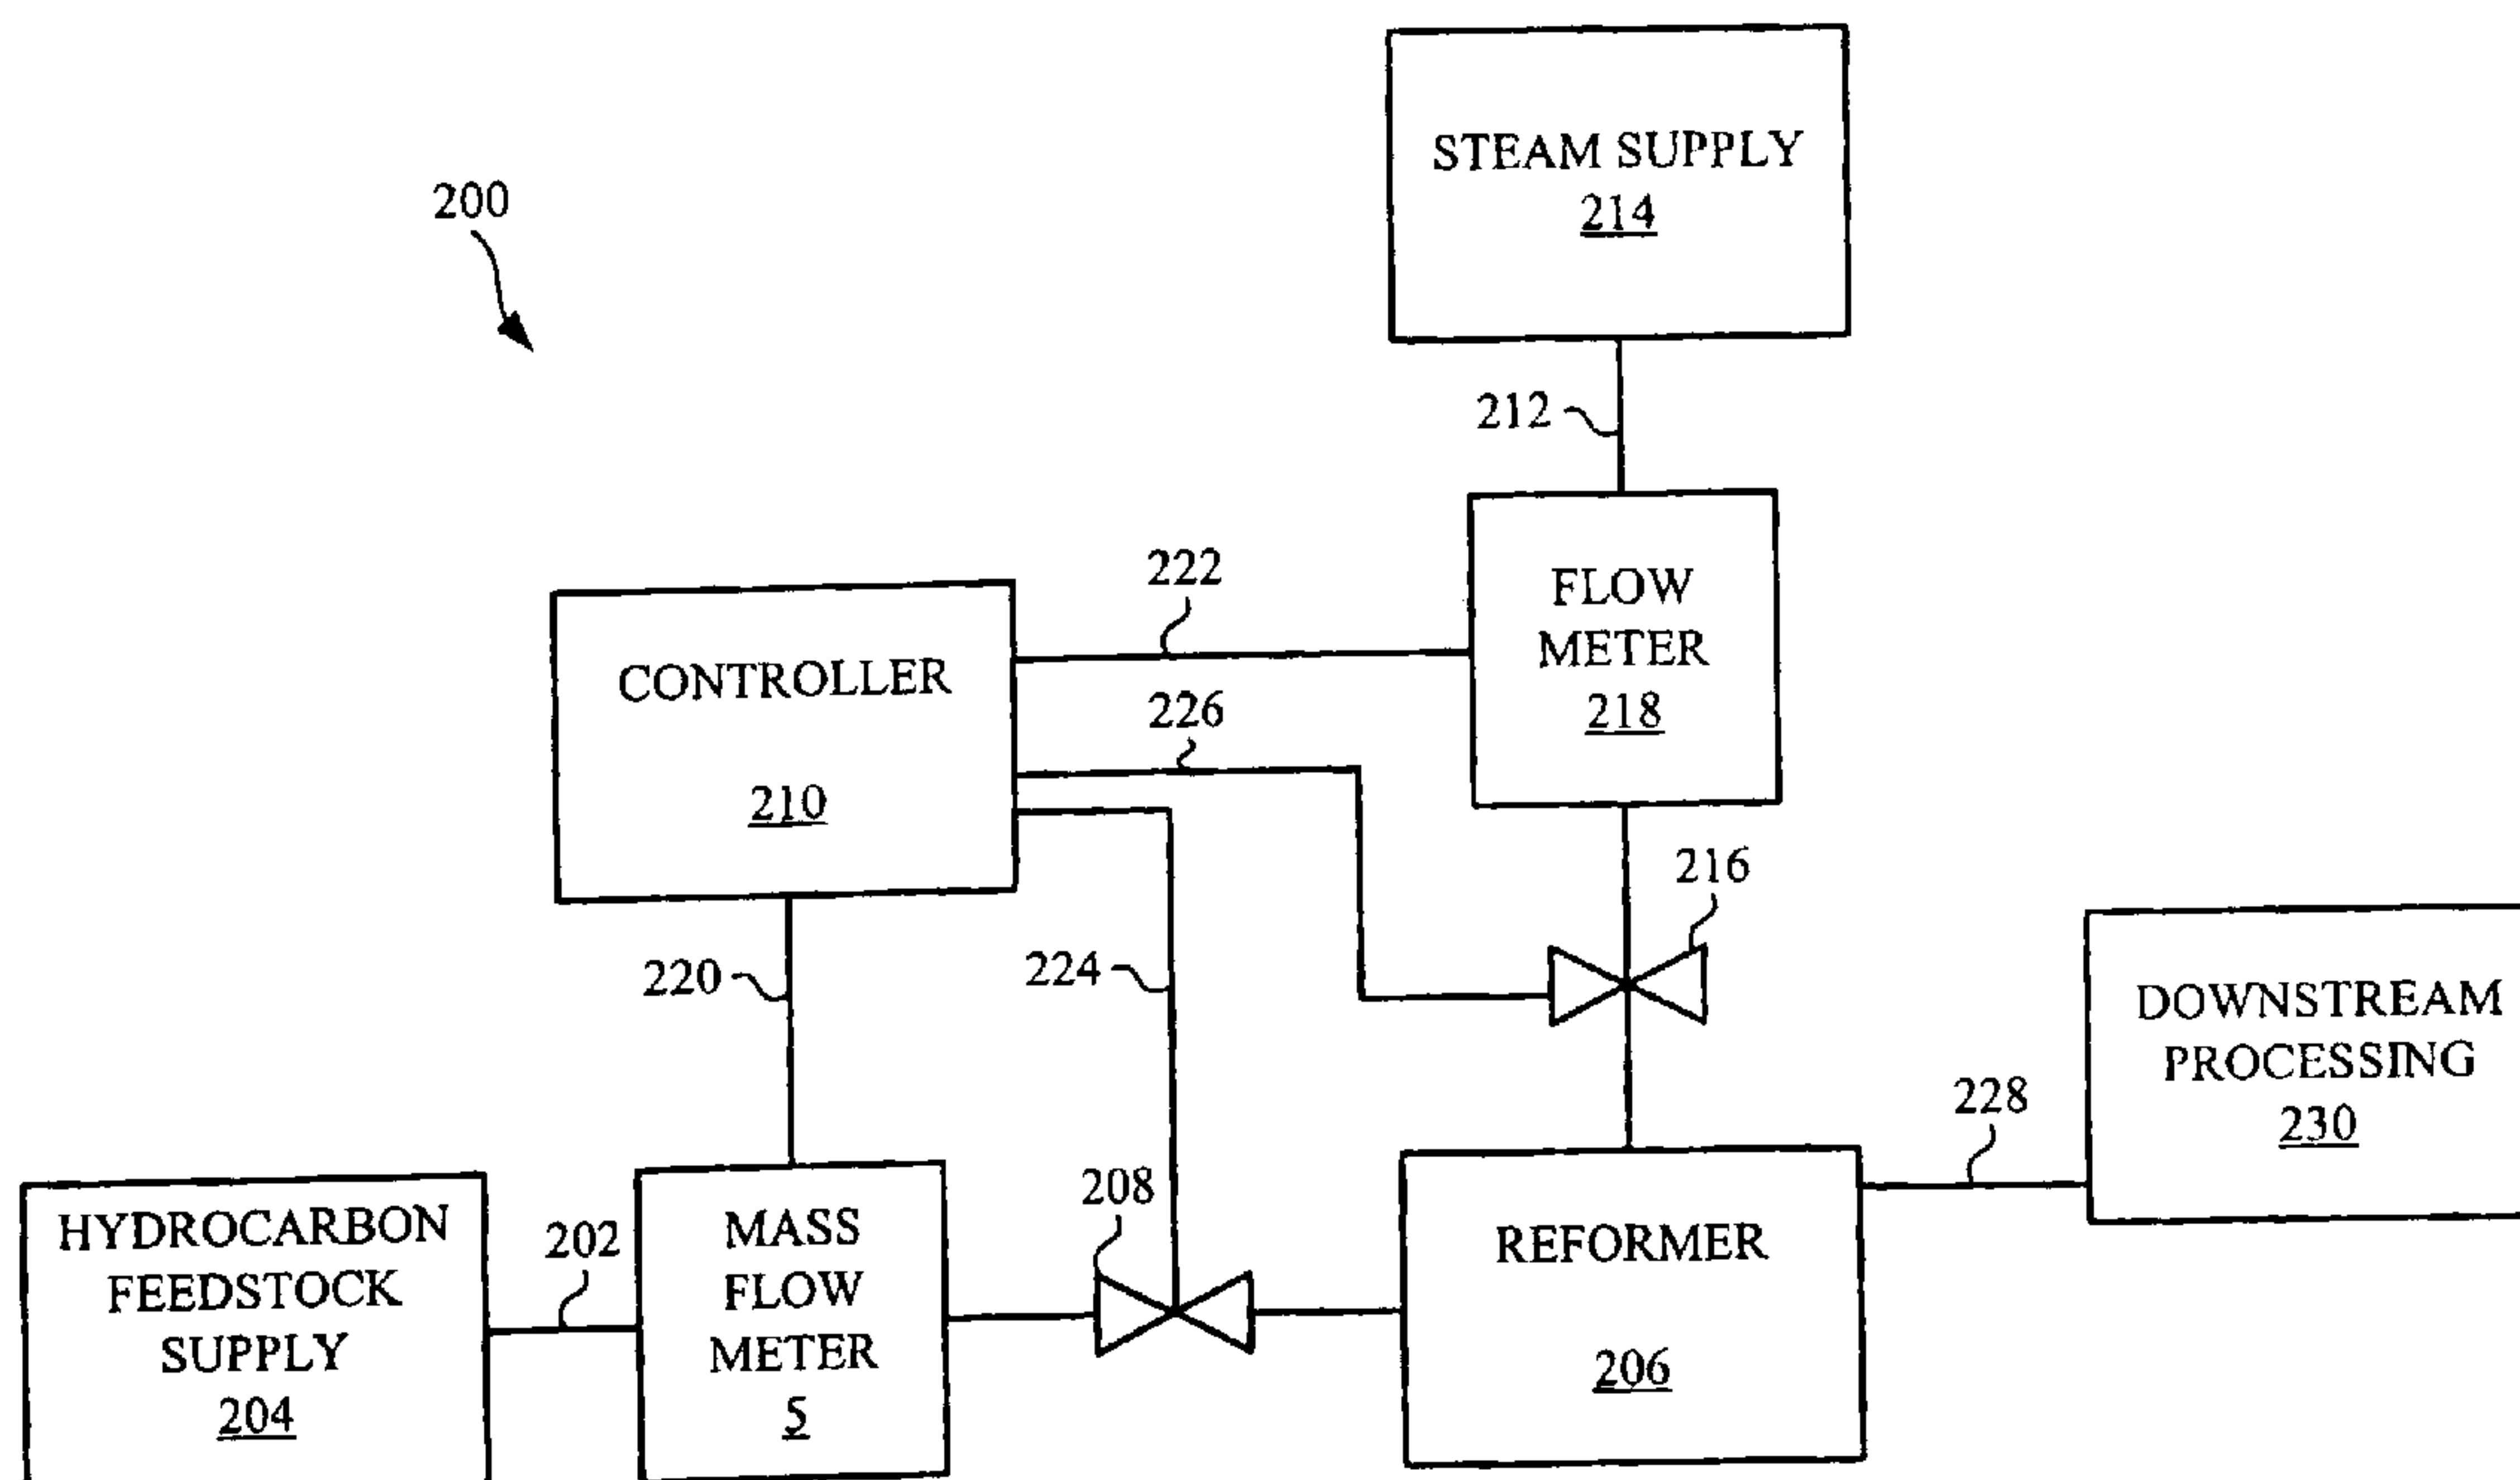 200
STEAM SUPPLY
214
212
222
FLOW
METER
218
CONTROLLER
210
226
216
220
224
DOWNSTREAM
PROCESSING
230
228
HYDROCARBON
FEEDSTOCK
SUPPLY
204
202
MASS
FLOW
METER
5
208
REFORMER
206